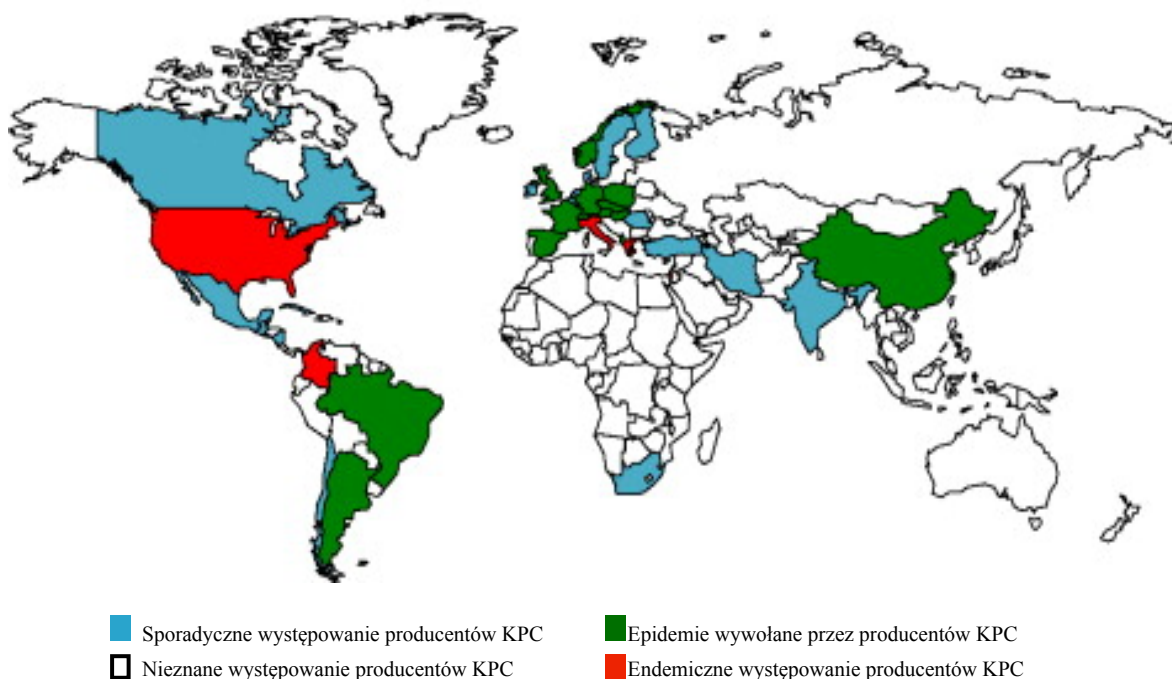 Sporadyczne występowanie producentów KPC
Epidemie wywołane przez producentów KPC
Nieznane występowanie producentów KPC
Endemiczne występowanie producentów KPC